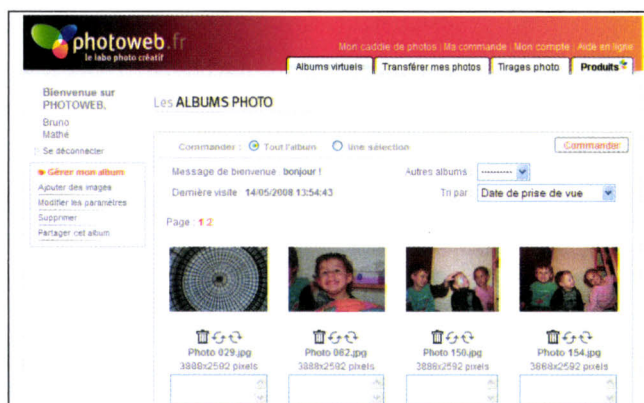 photoweb.fr
le labo photo créatif
Mon caddie de photos | Ma commande | Mon compte | Aide en ligne
Albums virtuels
Transférer mes photos
Tirages photo
Produits
Bienvenue sur
PHOTOWEB,
Bruno
Mathé
Se déconnecter
Gérer mon album
Ajouter des images
Modifier les paramètres
Supprimer
Partager cet album
Les ALBUMS PHOTO
Commander : Tout l'album Une sélection Commander
Message de bienvenue bonjour ! Autres albums ----------
Dernière visite 14/05/2008 13:54:43 Tri par Date de prise de vue
Page : 1 2
Photo 029.jpg Photo 062.jpg Photo 150.jpg Photo 154.jpg
3888x2592 pixels 3888x2592 pixels 3888x2592 pixels 3888x2592 pixels